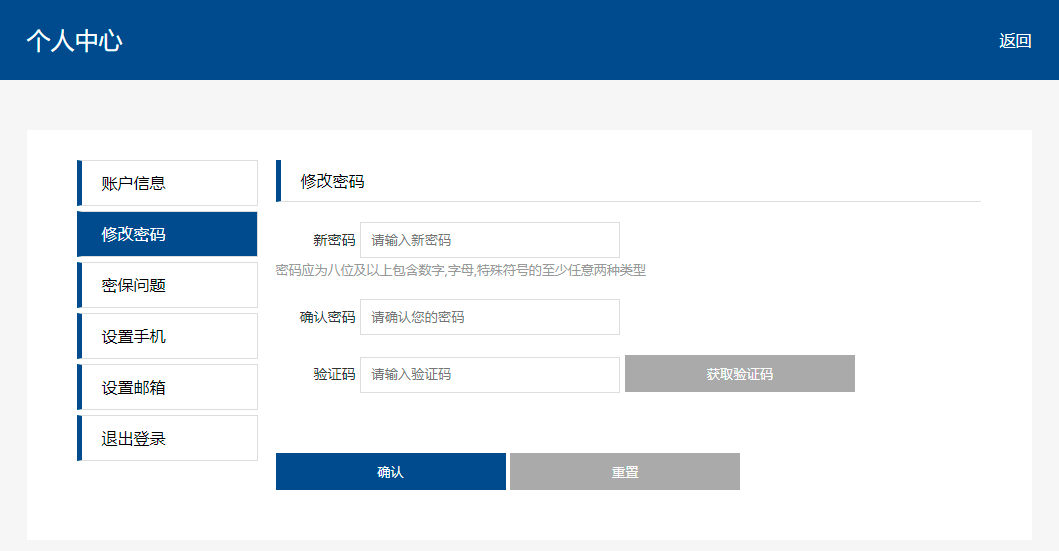 个人中心
返回
账户信息
修改密码
密保问题
设置手机
设置邮箱
退出登录
修改密码
新密码 请输入新密码
密码应为八位及以上包含数字,字母,特殊符号的至少任意两种类型
确认密码 请确认您的密码
验证码 请输入验证码 获取验证码
确认 重置